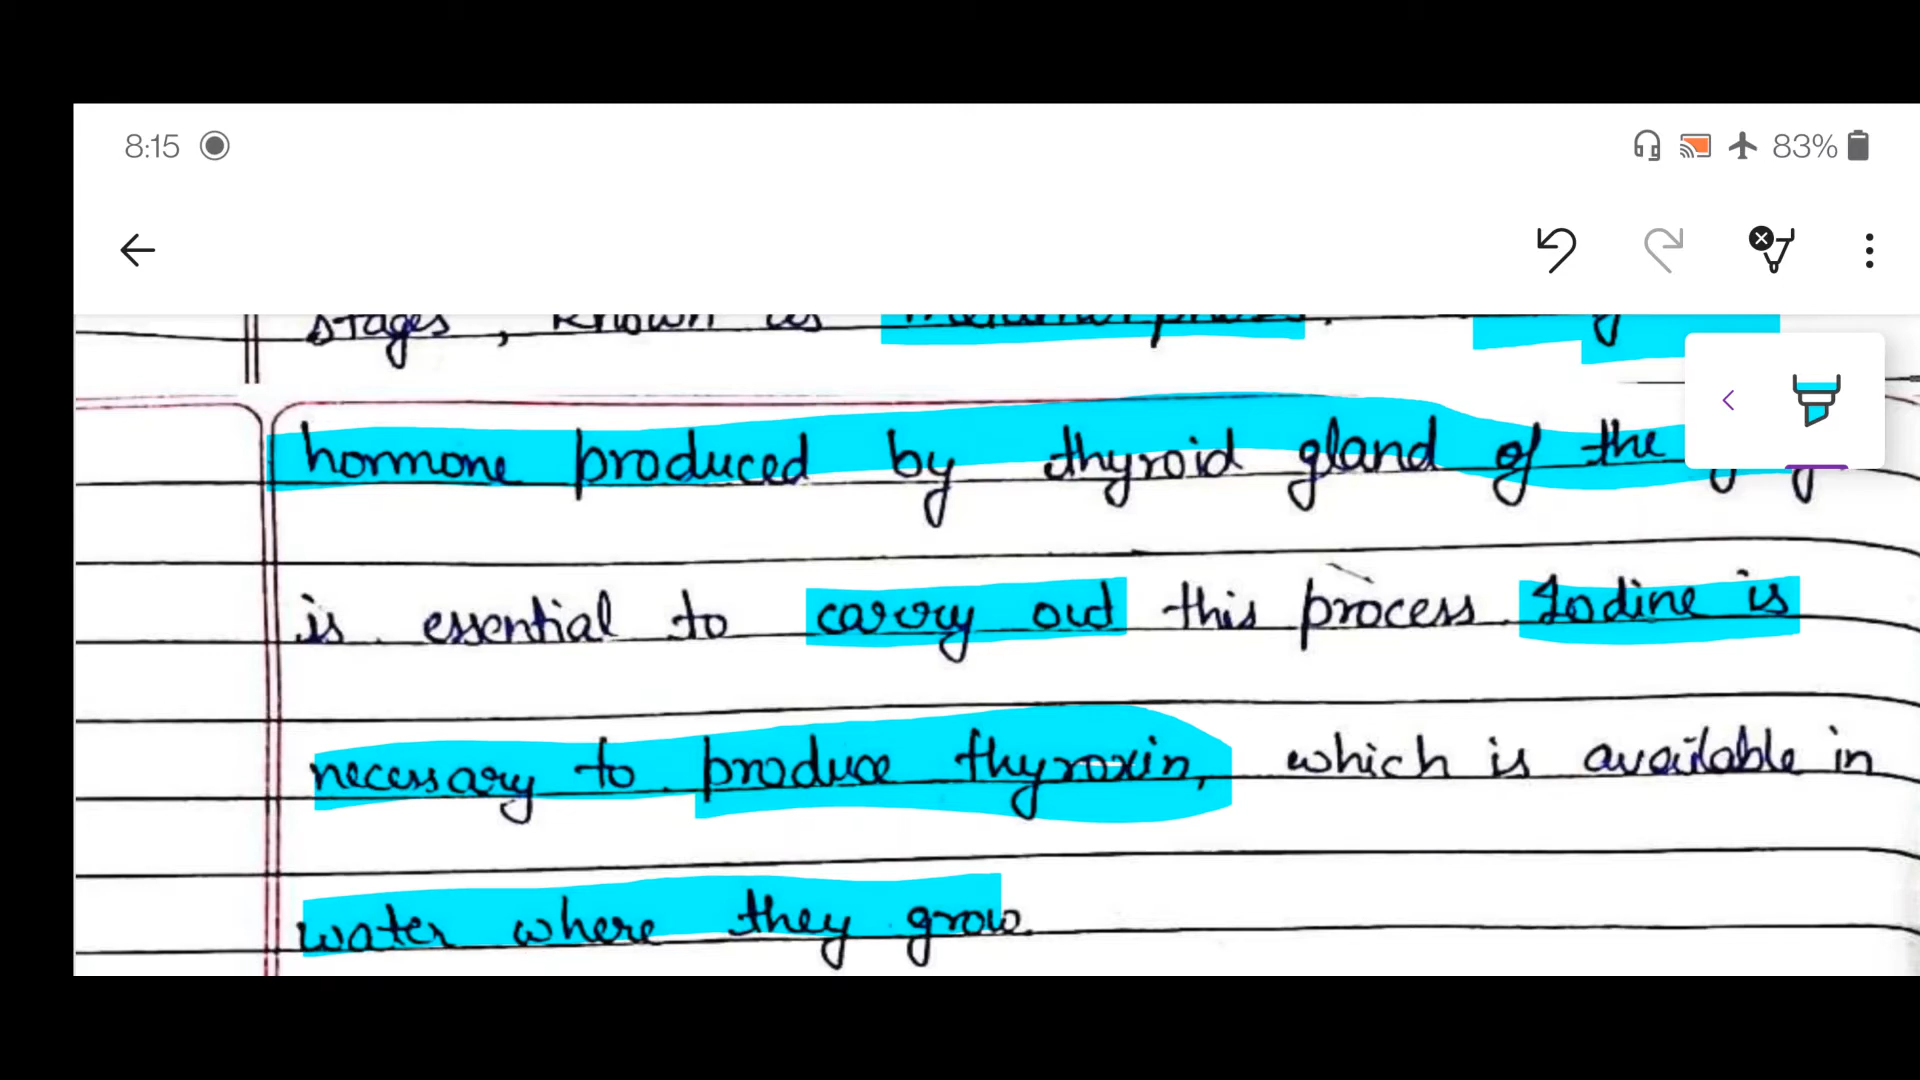 8:15 83%
stages, known as metamorphosis.
hormone produced by thyroid gland of the
is essential to carry out this process. Iodine is
necessary to produce thyroxin, which is available in
water where they grow.